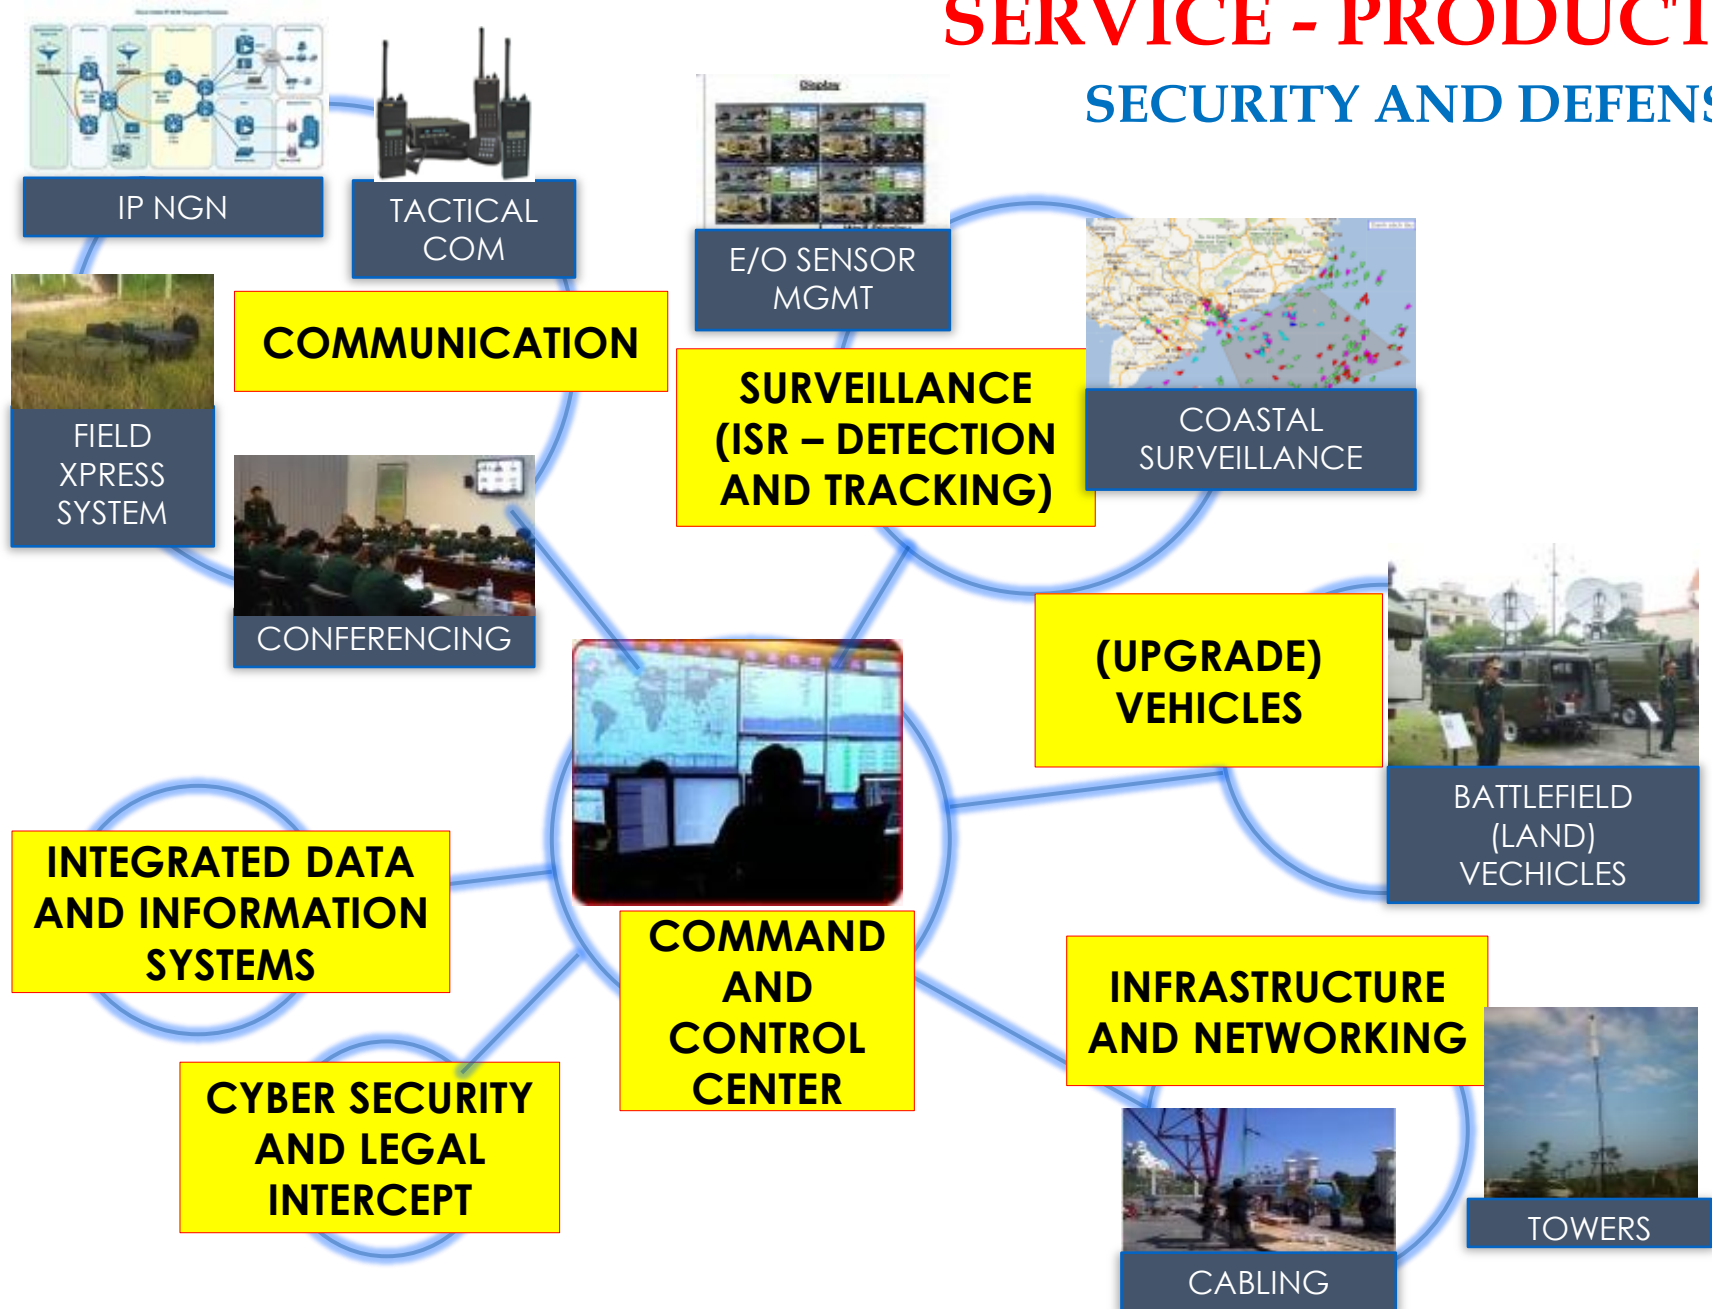 SERVICE - PRODUCT
SECURITY AND DEFENS
IP NGN
TACTICAL
COM
Display
E/O SENSOR
MGMT
COMMUNICATION
FIELD
XPRESS
SYSTEM
CONFERENCING
SURVEILLANCE
(ISR – DETECTION
AND TRACKING)
COASTAL
SURVEILLANCE
(UPGRADE)
VEHICLES
BATTLEFIELD
(LAND)
VECHICLES
INTEGRATED DATA
AND INFORMATION
SYSTEMS
COMMAND
AND
CONTROL
CENTER
CYBER SECURITY
AND LEGAL
INTERCEPT
INFRASTRUCTURE
AND NETWORKING
TOWERS
CABLING